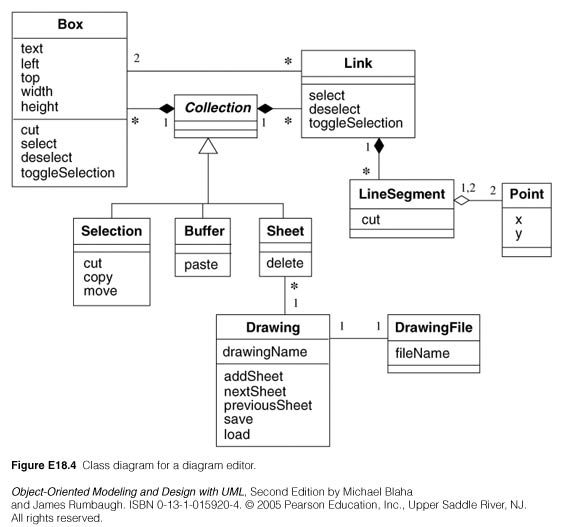 Box
text
left
top
width
height
cut
select
deselect
toggleSelection
2
*
Link
select
deselect
toggleSelection
*
1
Collection
1
*
1
*
LineSegment
cut
1,2
2
Point
x
y
Selection
cut
copy
move
Buffer
paste
Sheet
delete
*
1
Drawing
drawingName
addSheet
nextSheet
previousSheet
save
load
1
1
DrawingFile
fileName
Figure E18.4 Class diagram for a diagram editor.
Object-Oriented Modeling and Design with UML, Second Edition by Michael Blaha
and James Rumbaugh. ISBN 0-13-1-015920-4. © 2005 Pearson Education, Inc., Upper Saddle River, NJ.
All rights reserved.